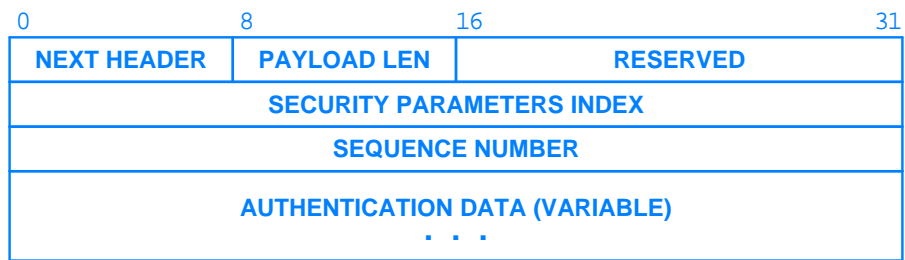 0 8 16 31
NEXT HEADER PAYLOAD LEN RESERVED
SECURITY PARAMETERS INDEX
SEQUENCE NUMBER
AUTHENTICATION DATA (VARIABLE)
. . .